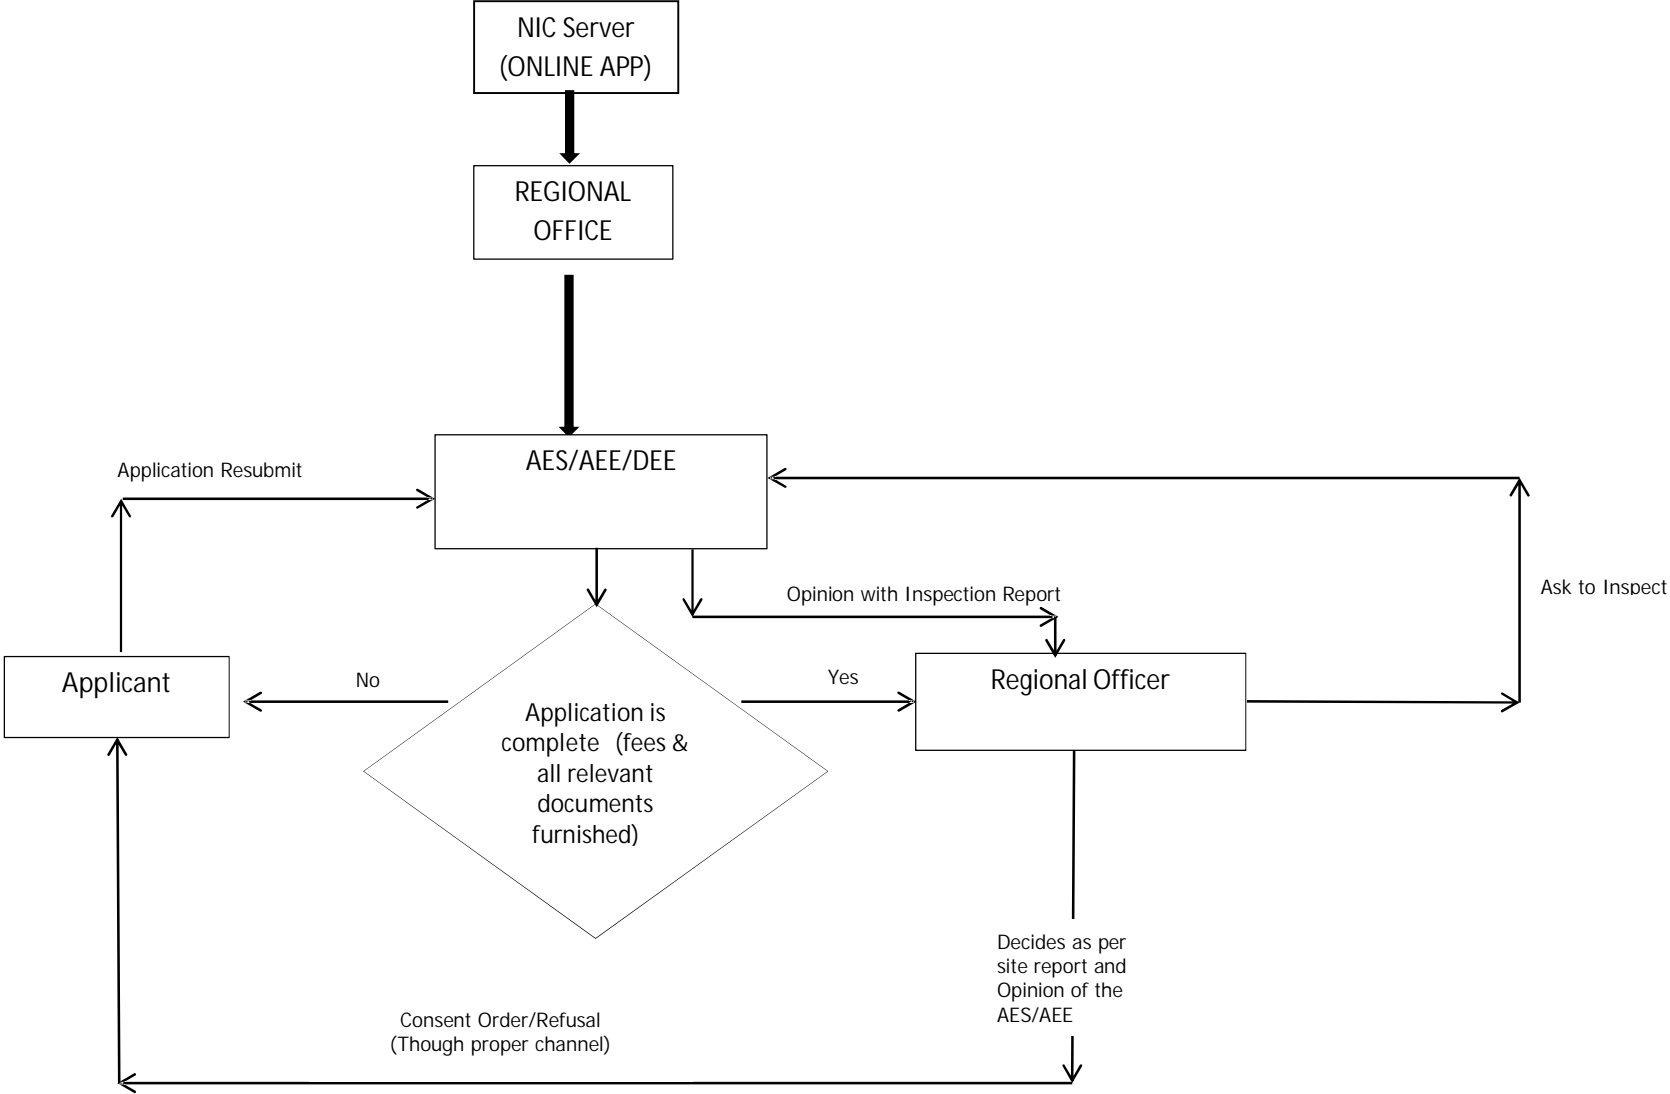 NIC Server
(ONLINE APP)
REGIONAL
OFFICE
AES/AEE/DEE
Application Resubmit
Opinion with Inspection Report
Ask to Inspect
Applicant
No
Yes
Regional Officer
Application is
complete (fees &
all relevant
documents
furnished)
Decides as per
site report and
Opinion of the
AES/AEE
Consent Order/Refusal
(Though proper channel)